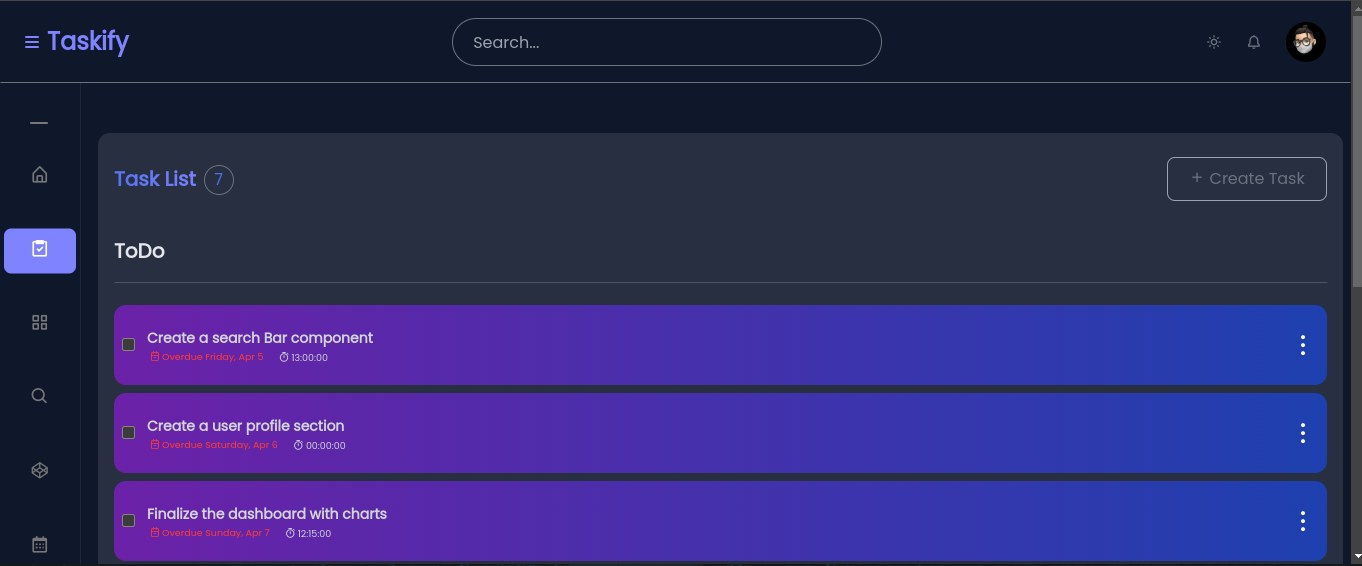 Taskify
Search...
Task List 7
+ Create Task
ToDo
Create a search Bar component
Overdue Friday, Apr 5 13:00:00
Create a user profile section
Overdue Saturday, Apr 6 00:00:00
Finalize the dashboard with charts
Overdue Sunday, Apr 7 12:15:00